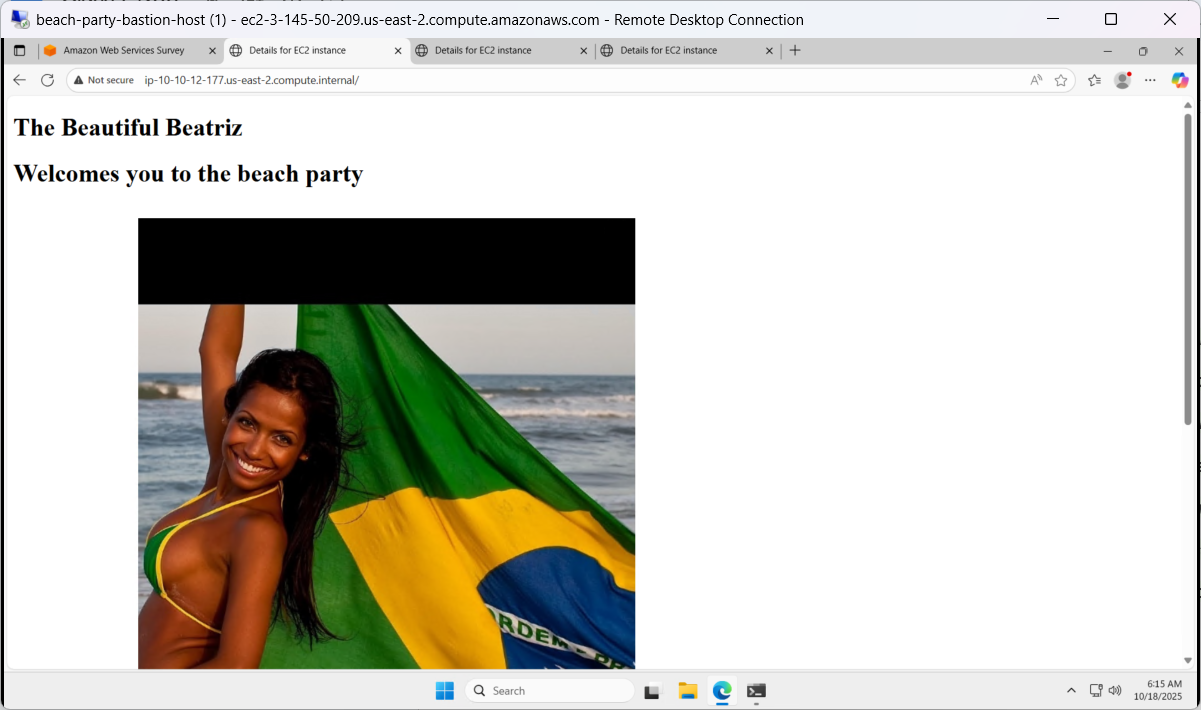 beach-party-bastion-host (1) - ec2-3-145-50-209.us-east-2.compute.amazonaws.com - Remote Desktop Connection
Amazon Web Services Survey
Details for EC2 instance
Details for EC2 instance
Details for EC2 instance
Not secure
ip-10-10-12-177.us-east-2.compute.internal/
The Beautiful Beatriz
Welcomes you to the beach party
ORDEM E PR
Search
6:15 AM
10/18/2025